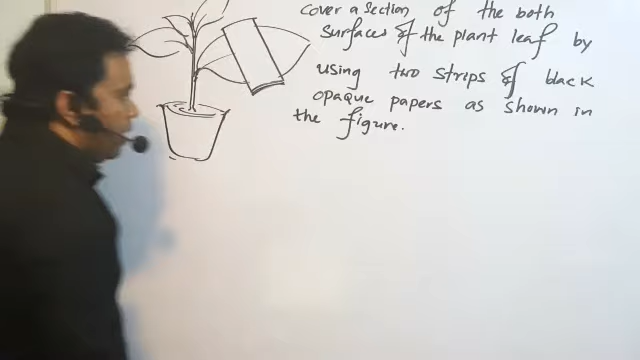 cover a section of the both
surfaces of the plant leaf by
using two strips of black
opaque papers as shown in
the figure.